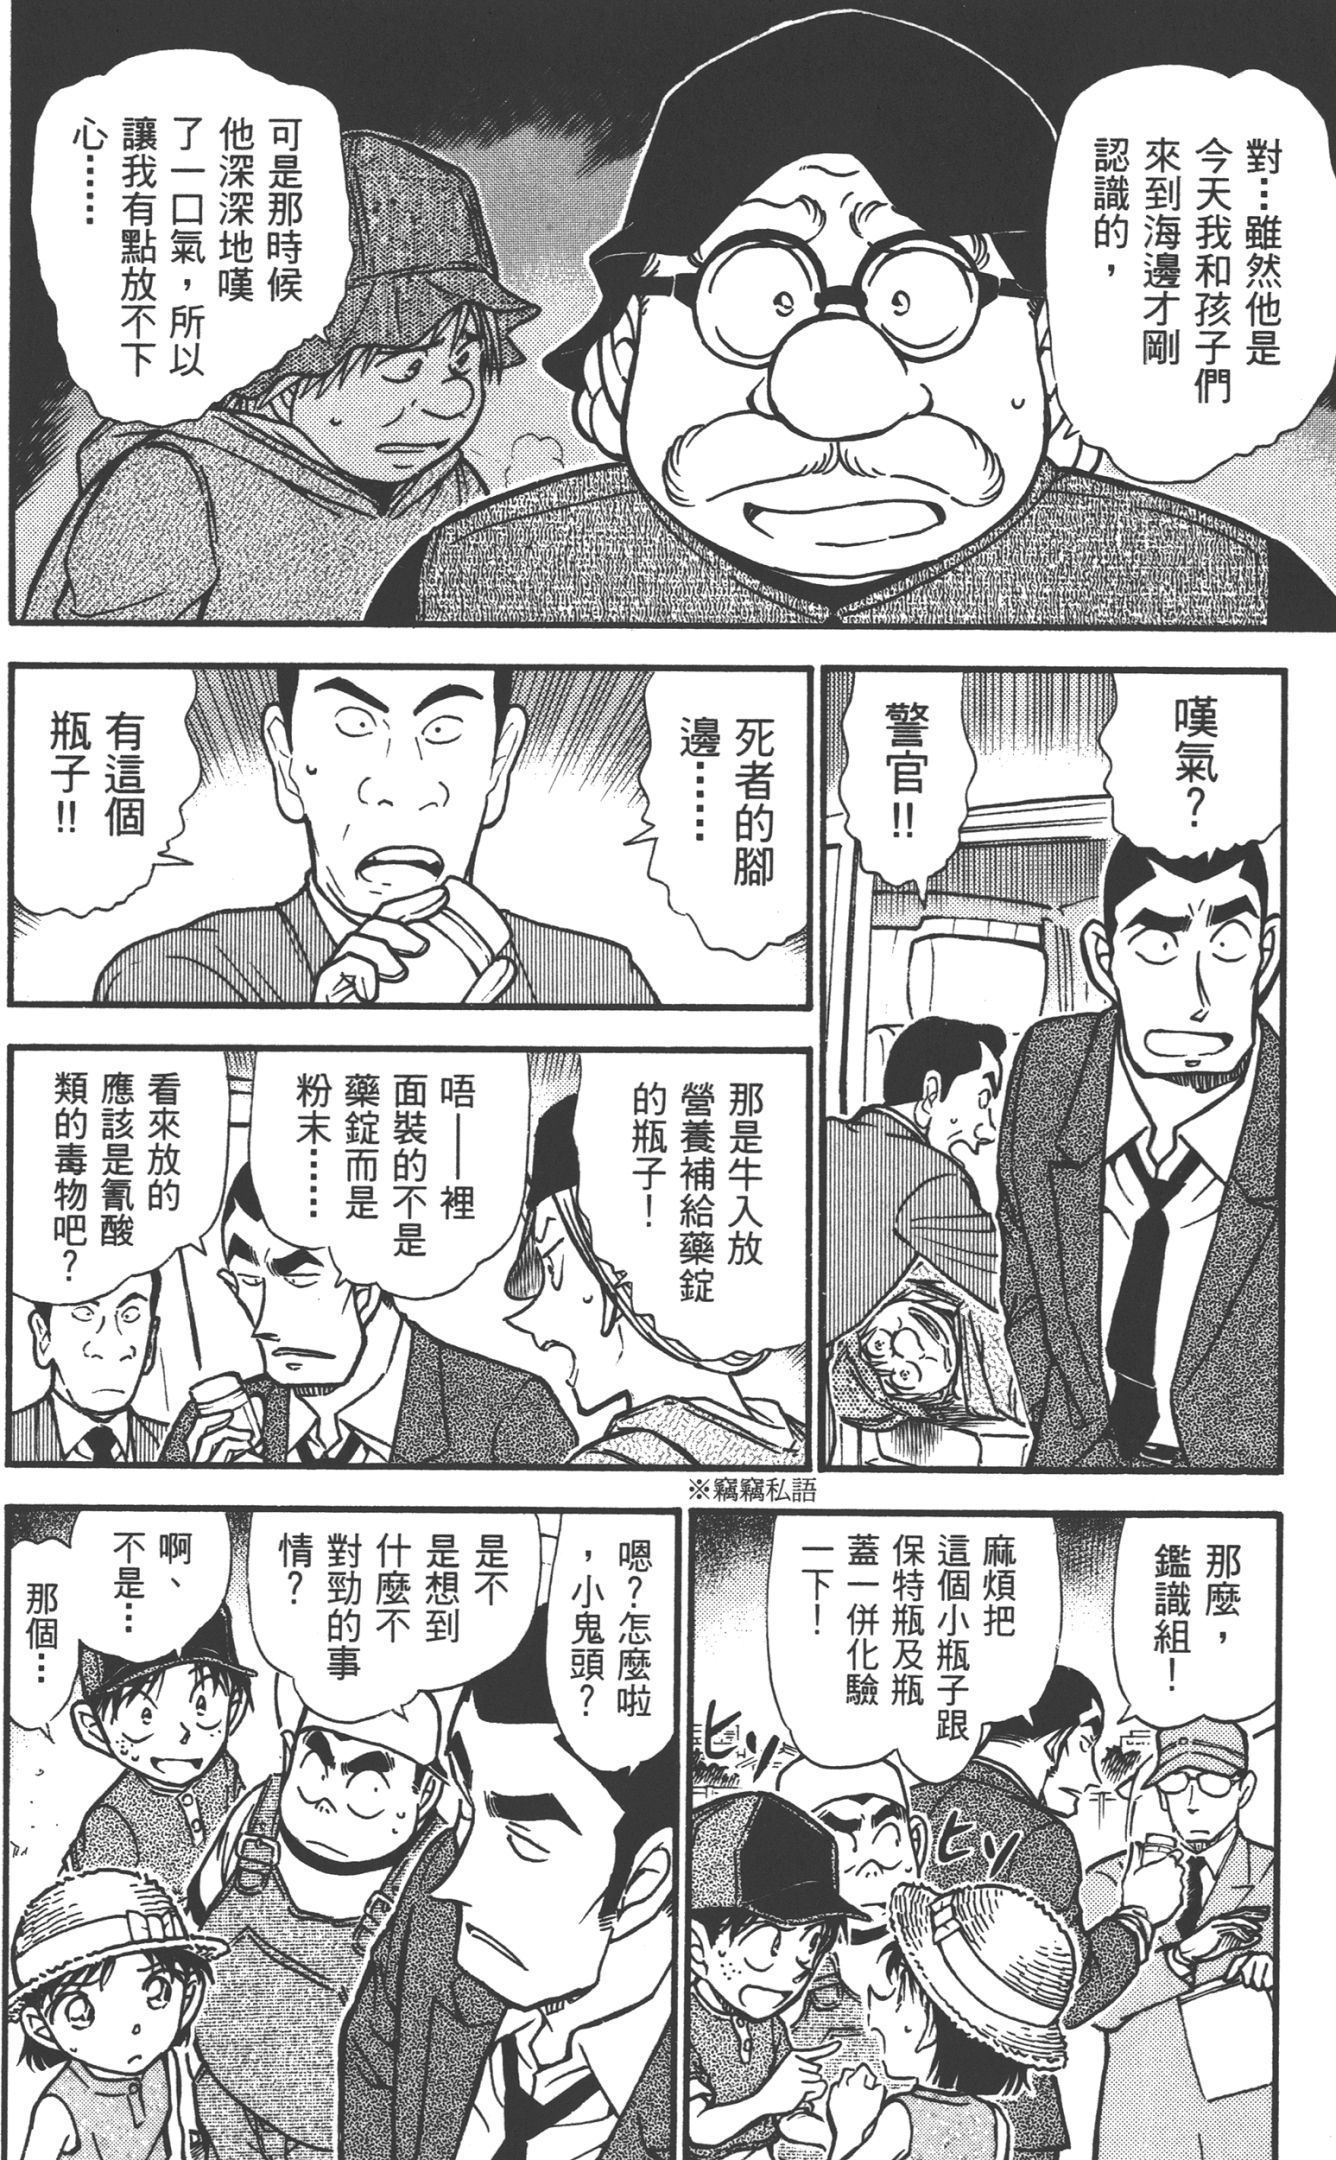 對…雖然他是
今天我和孩子們
來到海邊才剛
認識的，
可是那時候
他深深地嘆
了一口氣，所以
讓我有點放不下
心……
嘆氣？
警官!!
死者的腳
邊……
有這個
瓶子!!
那是牛入放
營養補給藥錠
的瓶子！
唔——裡
面裝的不是
藥錠而是
粉末……
看來放的
應該是氰酸
類的毒物吧？
※竊竊私語
那麼，
鑑識組！
麻煩把
這個小瓶子跟
保特瓶及瓶
蓋一併化驗
一下！
ヒソ
ヒソ
嗯？怎麼啦
，小鬼頭？
是不
是想到
什麼不
對勁的事
情？
啊、
不是…
那個…